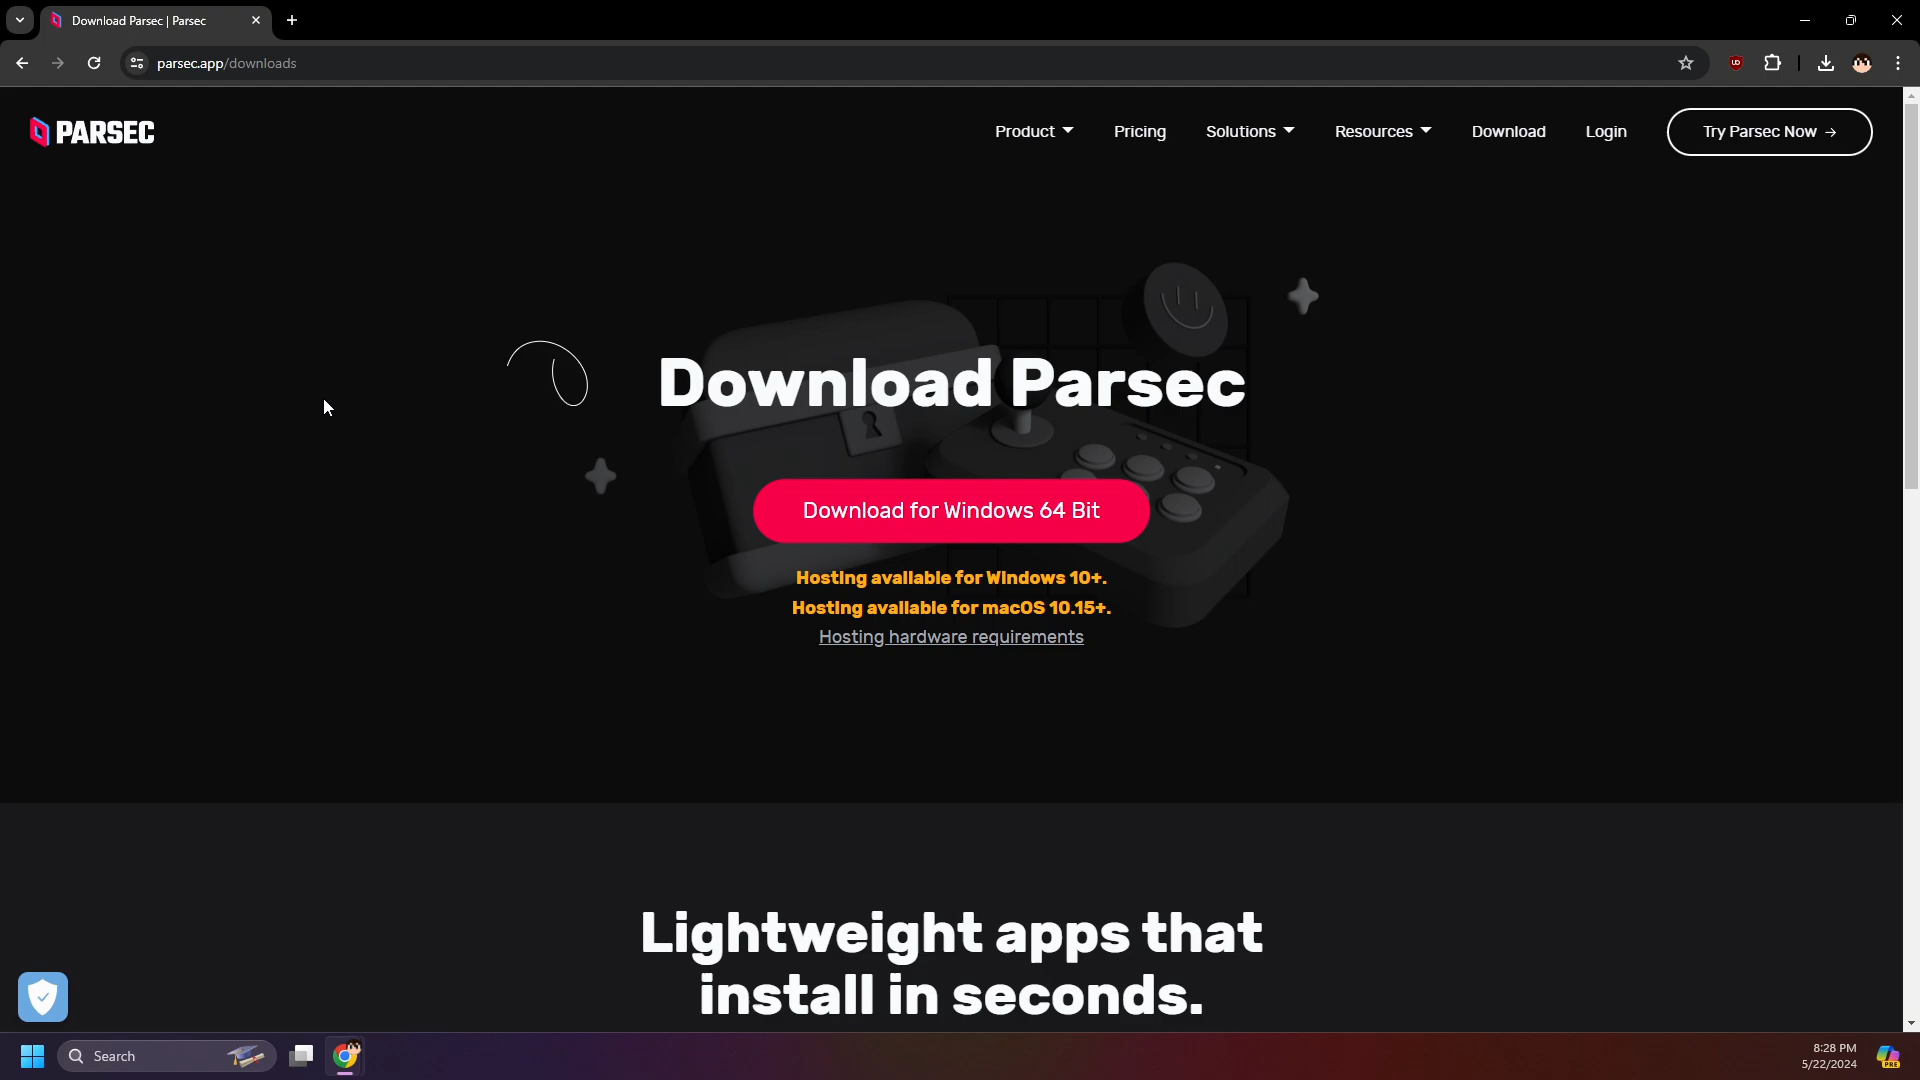 Download Parsec | Parsec
parsec.app/downloads
UD
PARSEC
Product
Pricing
Solutions
Resources
Download
Login
Try Parsec Now →
Download Parsec
Download for Windows 64 Bit
Hosting available for Windows 10+.
Hosting available for macOS 10.15+.
Hosting hardware requirements
Lightweight apps that
install in seconds.
Search
8:28 PM
5/22/2024
PRE